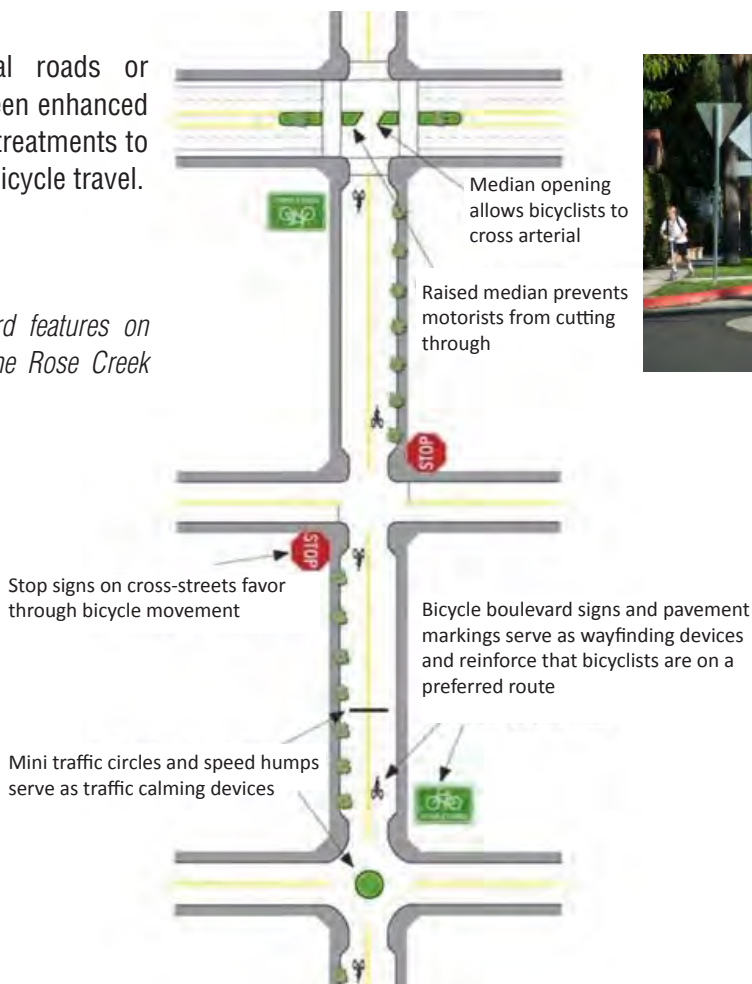 al roads or
een enhanced
treatments to
icycle travel.
rd features on
ne Rose Creek
Median opening
allows bicyclists to
cross arterial
Raised median prevents
motorists from cutting
through
STOP
STOP
Stop signs on cross-streets favor
through bicycle movement
Bicycle boulevard signs and pavement
markings serve as wayfinding devices
and reinforce that bicyclists are on a
preferred route
Mini traffic circles and speed humps
serve as traffic calming devices